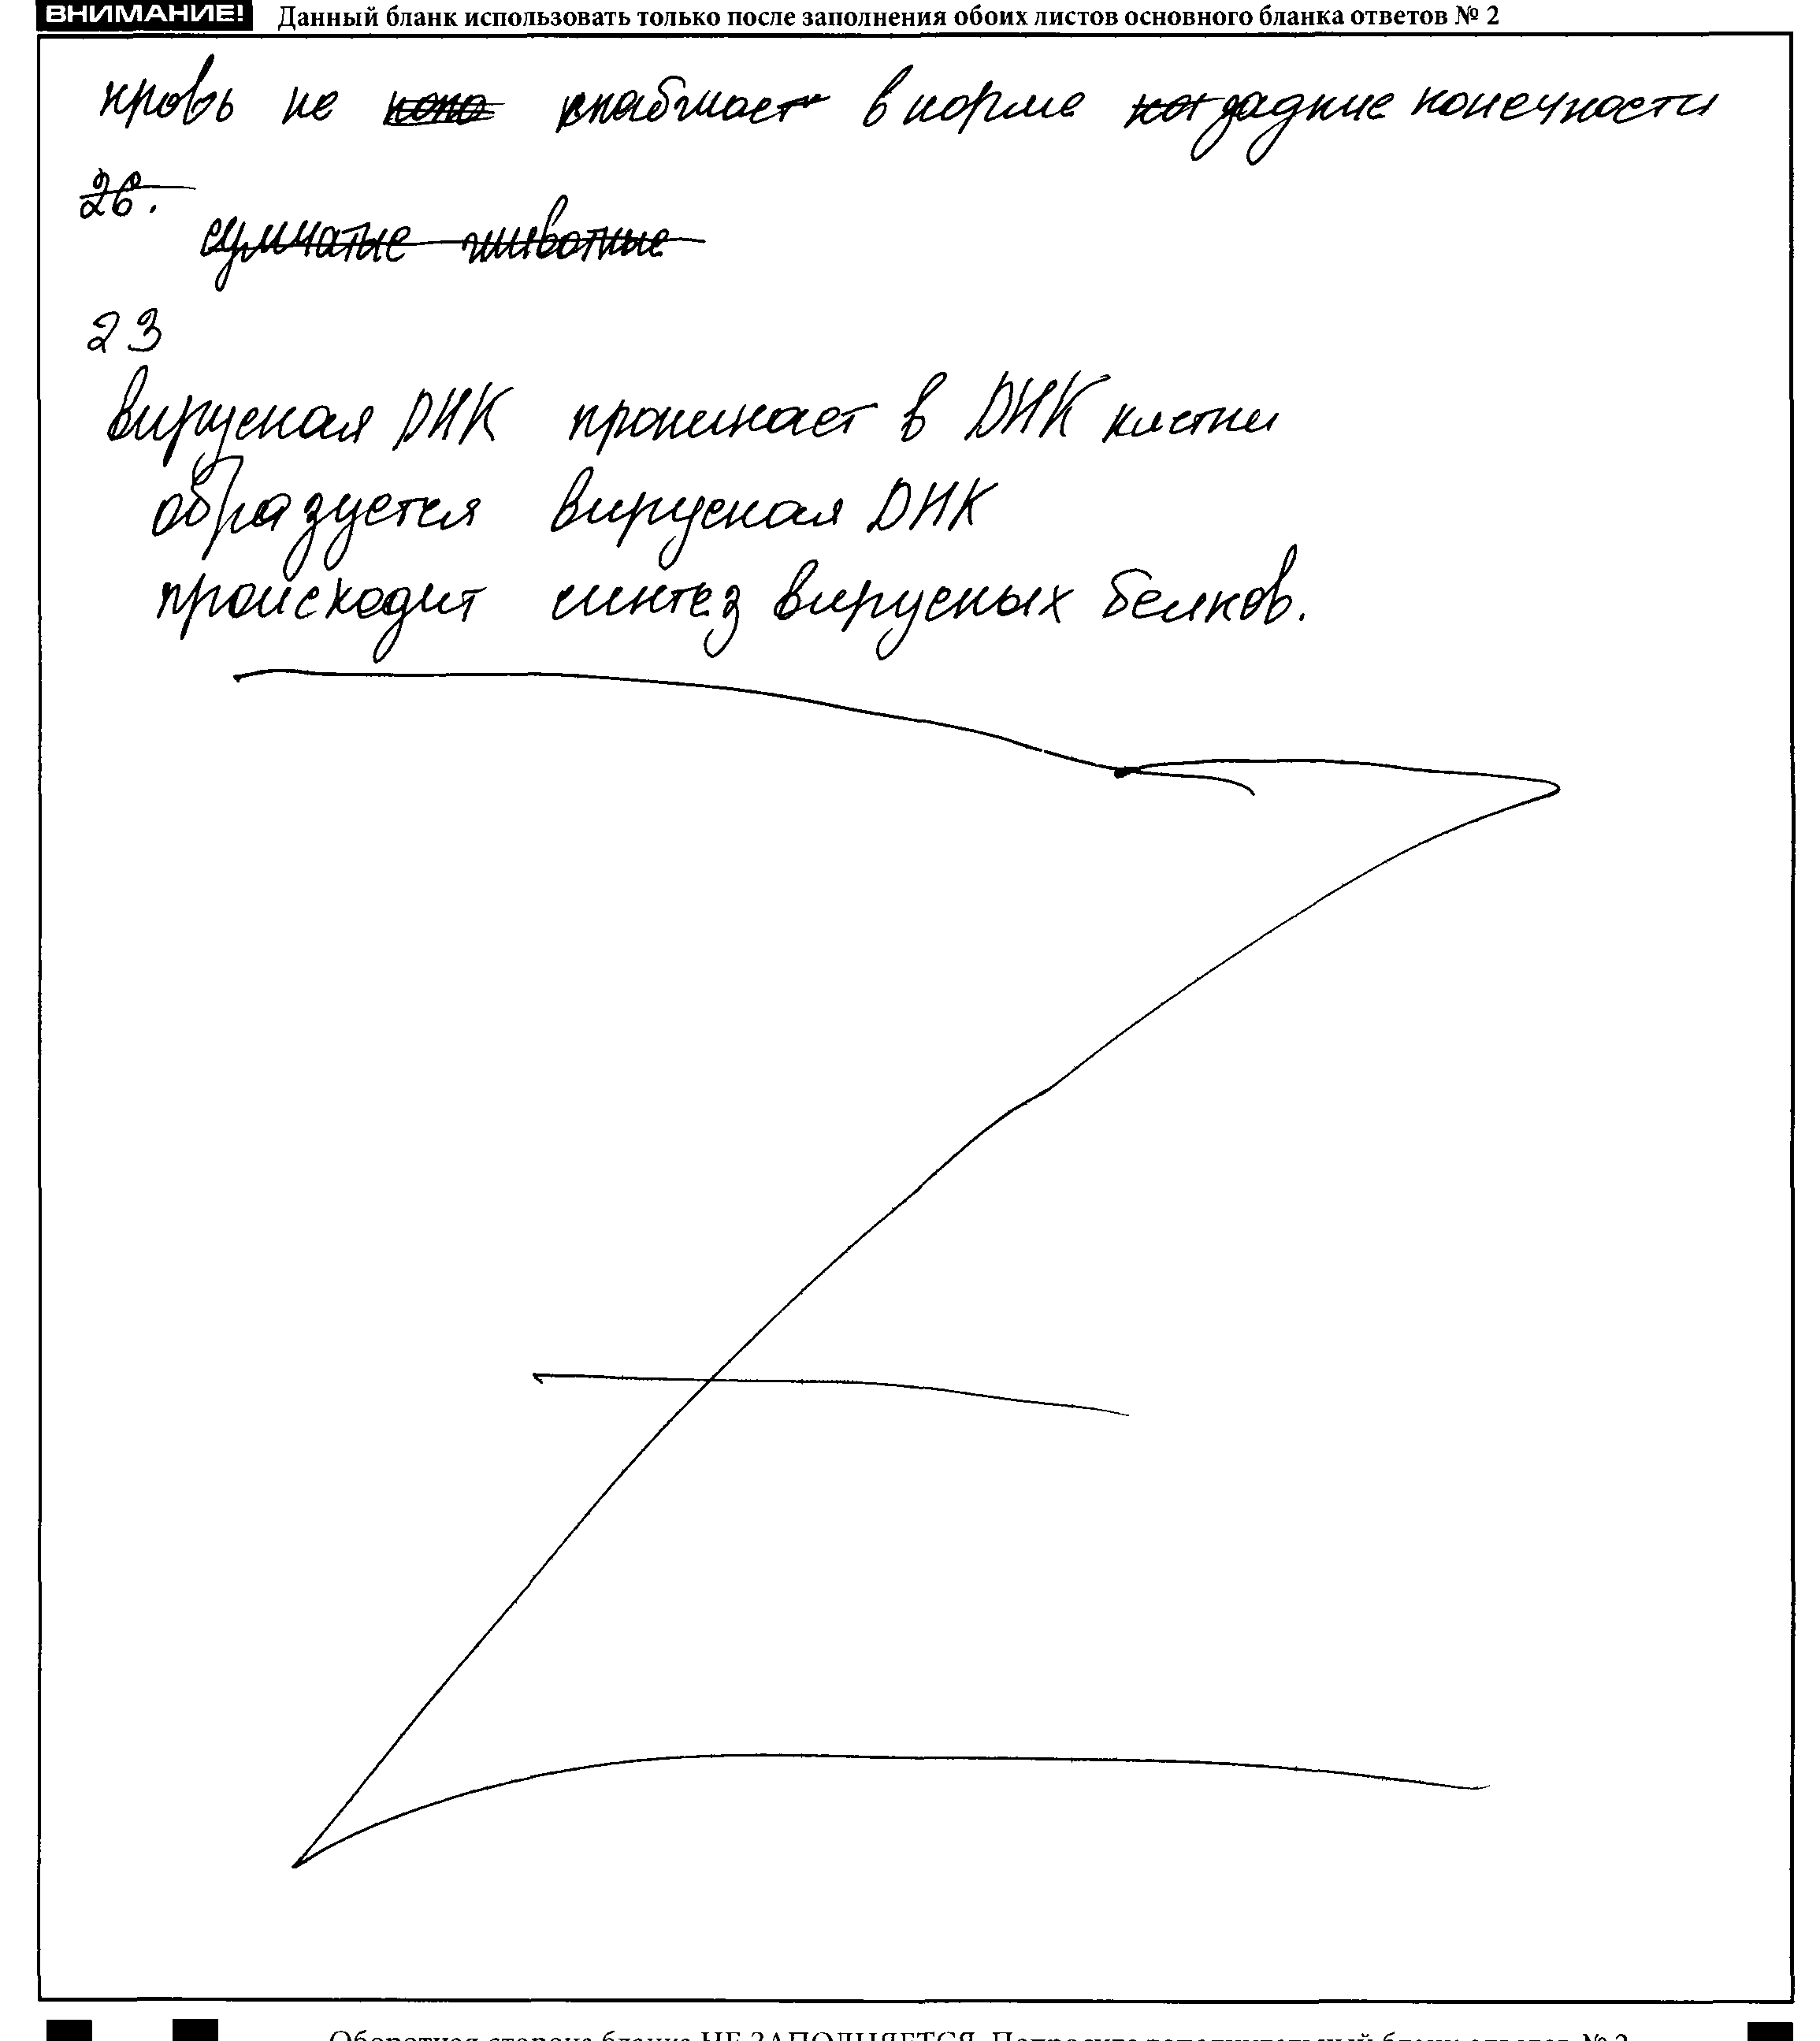 ВНИМАНИЕ! Данный бланк использовать только после заполнения обоих листов основного бланка ответов № 2
кровь не снабжает в норме задние конечности
26.
сумчатые животные
23
вирусная ДНК проникает в ДНК клетки
образуется вирусная ДНК
происходит синтез вирусных белков.
Оборотная сторона бланка НЕ ЗАПОЛНЯЕТСЯ. Попросите дополнительный бланк ответов № 2